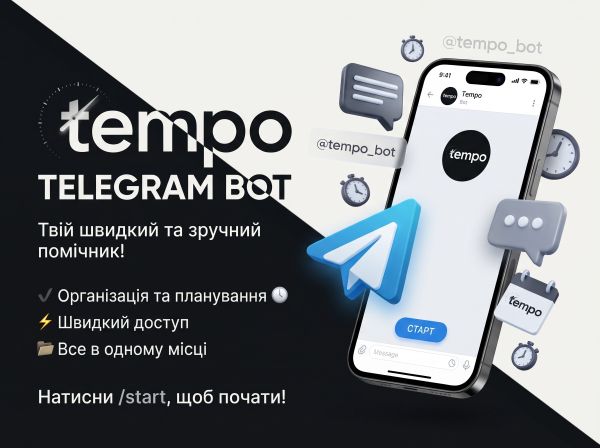 tempo
TELEGRAM BOT
Твій швидкий та зручний
помічник!
✓ Організація та планування 🕓
⚡ Швидкий доступ
📁 Все в одному місці
Натисни /start, щоб почати!
@tempo_bot
@tempo_bot
9:41
tempo
Tempo
Bot
tempo
tempo
СТАРТ
Message